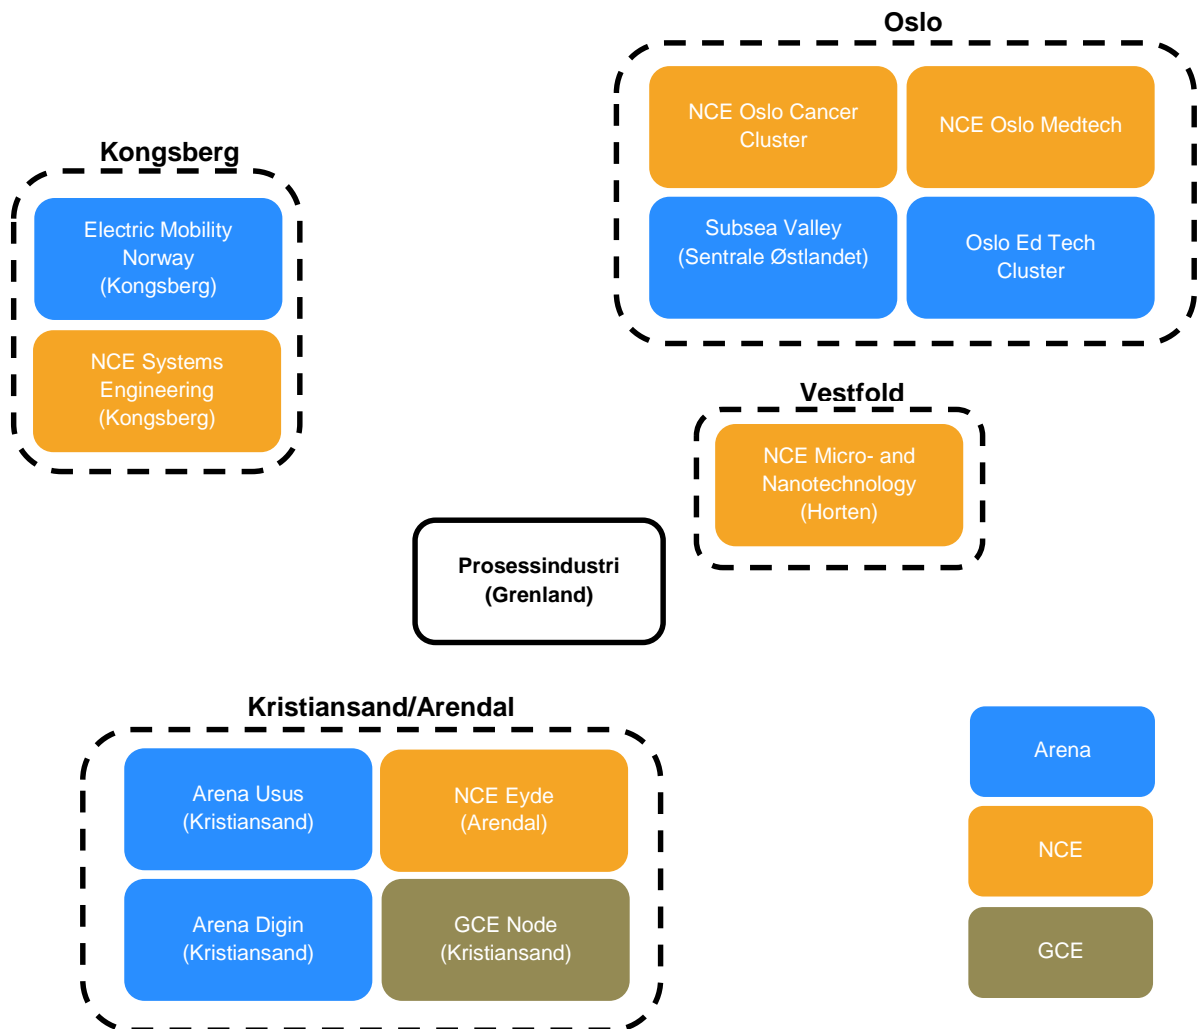 Oslo
NCE Oslo Cancer
Cluster
NCE Oslo Medtech
Subsea Valley
(Sentrale Østlandet)
Oslo Ed Tech
Cluster
Kongsberg
Electric Mobility
Norway
(Kongsberg)
NCE Systems
Engineering
(Kongsberg)
Vestfold
NCE Micro- and
Nanotechnology
(Horten)
Prosessindustri
(Grenland)
Kristiansand/Arendal
Arena Usus
(Kristiansand)
NCE Eyde
(Arendal)
Arena Digin
(Kristiansand)
GCE Node
(Kristiansand)
Arena
NCE
GCE